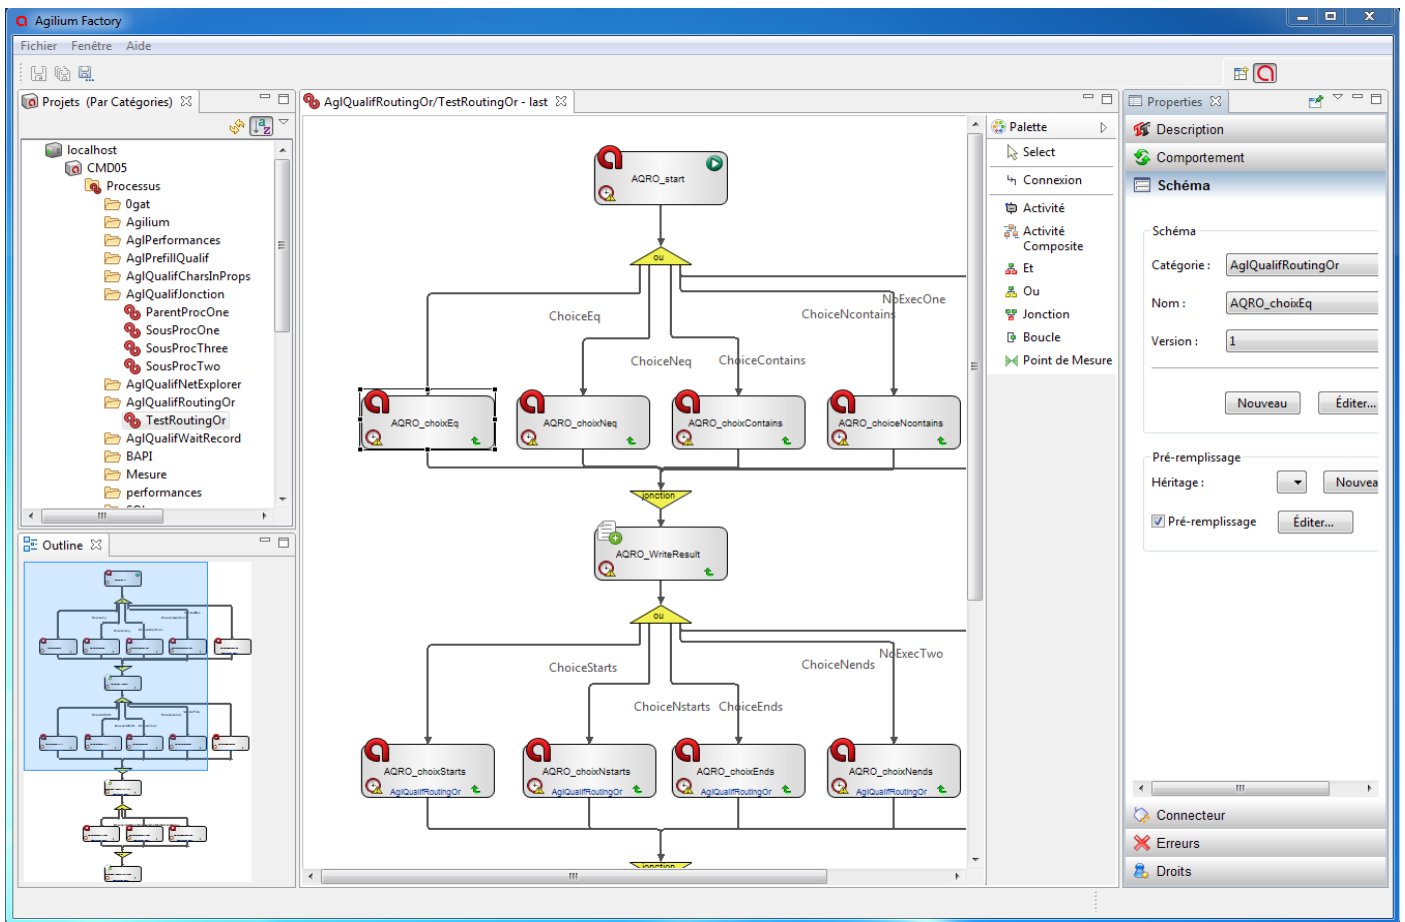 Agilium Factory
Fichier Fenêtre Aide
Projets (Par Catégories)
localhost
CMD05
Processus
0gat
Agilium
AglPerformances
AglPrefillQualif
AglQualifCharsInProps
AglQualifJonction
ParentProcOne
SousProcOne
SousProcThree
SousProcTwo
AglQualifNetExplorer
AglQualifRoutingOr
TestRoutingOr
AglQualifWaitRecord
BAPI
Mesure
performances
Outline
AglQualifRoutingOr/TestRoutingOr - last
AQRO_start
ou
NoExecOne
ChoiceEq
ChoiceNcontains
ChoiceNeq
ChoiceContains
AQRO_choixEq
AQRO_choixNeq
AQRO_choixContains
AQRO_choiceNcontains
jonction
AQRO_WriteResult
ou
NoExecTwo
ChoiceStarts
ChoiceNends
ChoiceNstarts
ChoiceEnds
AQRO_choixStarts
AglQualifRoutingOr
AQRO_choixNstarts
AglQualifRoutingOr
AQRO_choixEnds
AglQualifRoutingOr
AQRO_choixNends
AglQualifRoutingOr
jonction
Palette
Select
Connexion
Activité
Activité
Composite
Et
Ou
Jonction
Boucle
Point de Mesure
Properties
Description
Comportement
Schéma
Schéma
Catégorie : AglQualifRoutingOr
Nom : AQRO_choixEq
Version : 1
Nouveau Éditer...
Pré-remplissage
Héritage : Nouvea
Pré-remplissage Éditer...
Connecteur
Erreurs
Droits